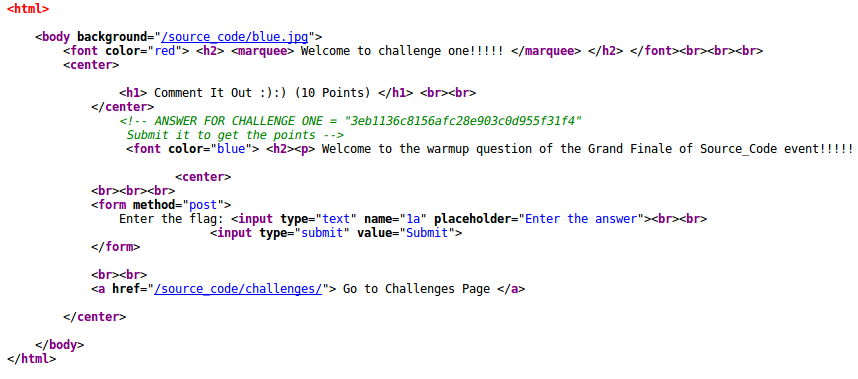 <html>
<body background="/source_code/blue.jpg">
<font color="red"> <h2> <marquee> Welcome to challenge one!!!!! </marquee> </h2> </font><br><br><br>
<center>
<h1> Comment It Out :):) (10 Points) </h1> <br><br>
</center>
<!-- ANSWER FOR CHALLENGE ONE = "3eb1136c8156afc28e903c0d955f31f4"
Submit it to get the points -->
<font color="blue"> <h2><p> Welcome to the warmup question of the Grand Finale of Source_Code event!!!!!
<center>
<br><br><br>
<form method="post">
Enter the flag: <input type="text" name="1a" placeholder="Enter the answer"><br><br>
<input type="submit" value="Submit">
</form>
<br><br>
<a href="/source_code/challenges/"> Go to Challenges Page </a>
</center>
</body>
</html>